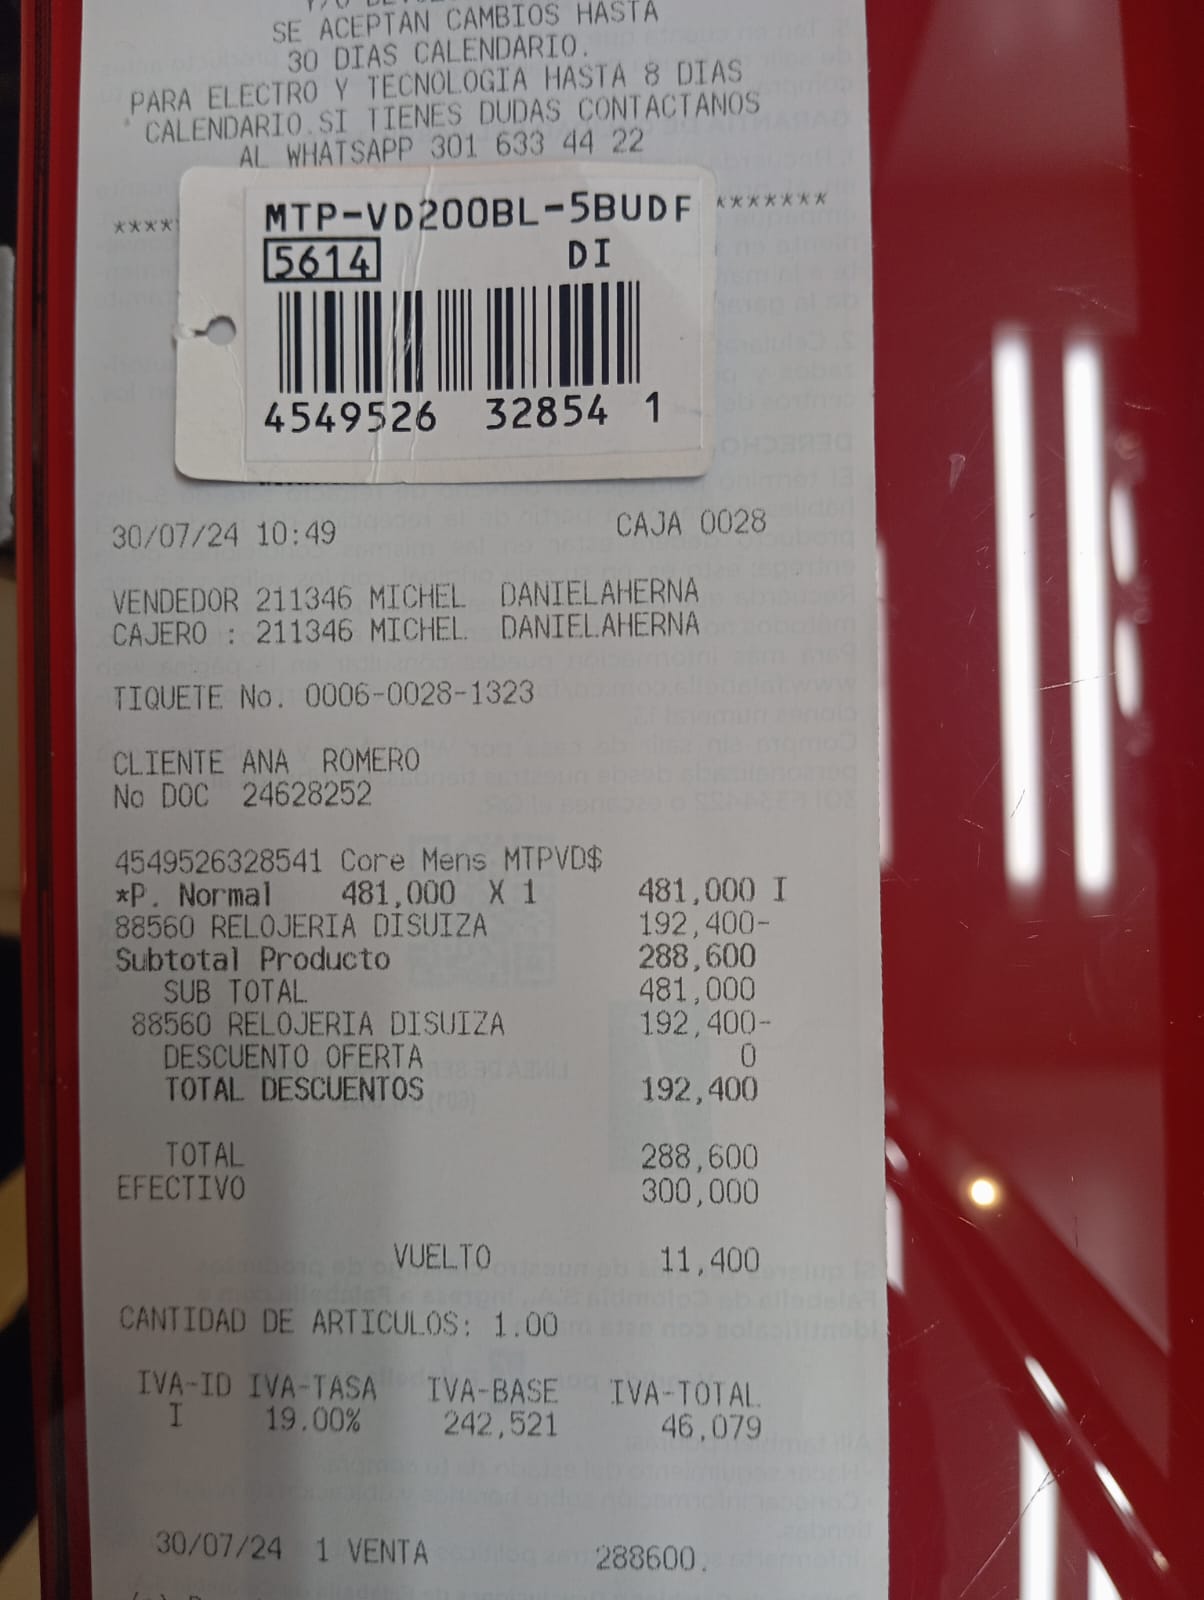 SE ACEPTAN CAMBIOS HASTA
30 DIAS CALENDARIO.
PARA ELECTRO Y TECNOLOGIA HASTA 8 DIAS
CALENDARIO.SI TIENES DUDAS CONTACTANOS
AL WHATSAPP 301 633 44 22
**** *******
MTP-VD200BL-5BUDF
5614 DI
4549526 32854 1
30/07/24 10:49 CAJA 0028
VENDEDOR 211346 MICHEL DANIELAHERNA
CAJERO : 211346 MICHEL DANIELAHERNA
TIQUETE No. 0006-0028-1323
CLIENTE ANA ROMERO
No DOC 24628252
4549526328541 Core Mens MTPVD$
*P. Normal 481,000 X 1 481,000 I
88560 RELOJERIA DISUIZA 192,400-
Subtotal Producto 288,600
SUB TOTAL 481,000
88560 RELOJERIA DISUIZA 192,400-
DESCUENTO OFERTA 0
TOTAL DESCUENTOS 192,400
TOTAL 288,600
EFECTIVO 300,000
VUELTO 11,400
CANTIDAD DE ARTICULOS: 1.00
IVA-ID IVA-TASA IVA-BASE IVA-TOTAL
I 19.00% 242,521 46,079
30/07/24 1 VENTA 288600.